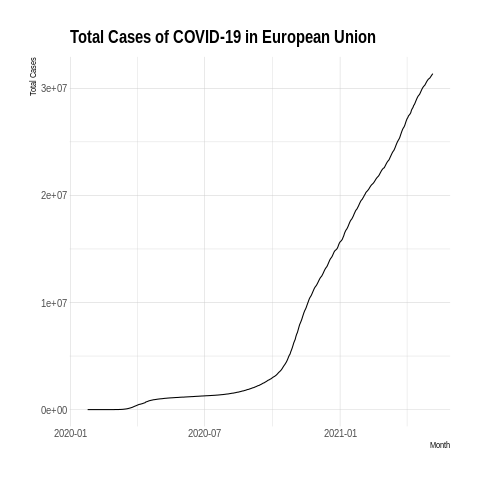 Total Cases of COVID-19 in European Union
Total Cases
3e+07
2e+07
1e+07
0e+00
2020-01 2020-07 2021-01
Month